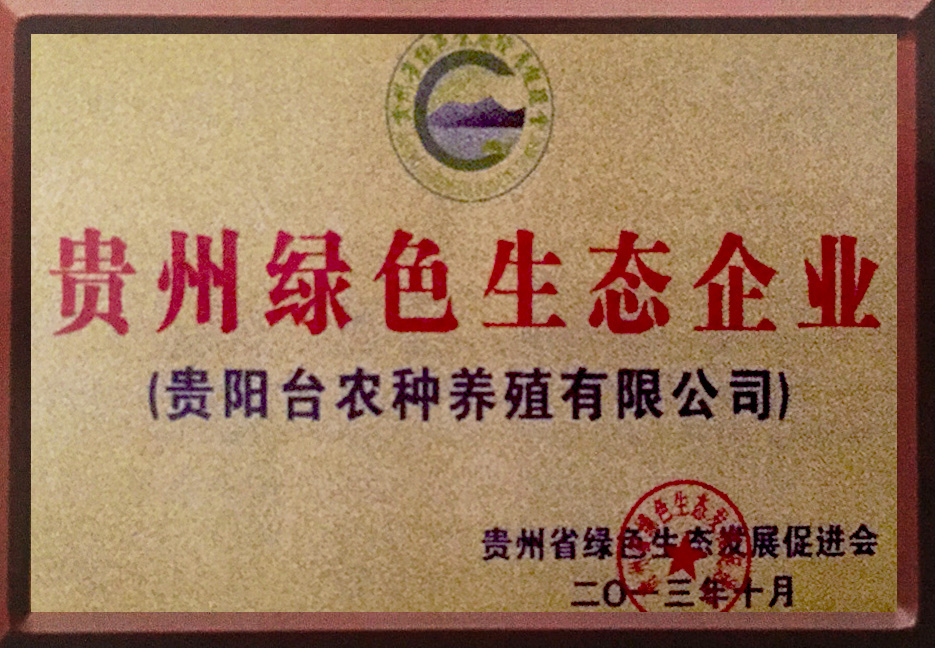 贵州绿色生态企业
(贵阳台农种养殖有限公司)
贵州省绿色生态发展促进会
二〇一三年十月